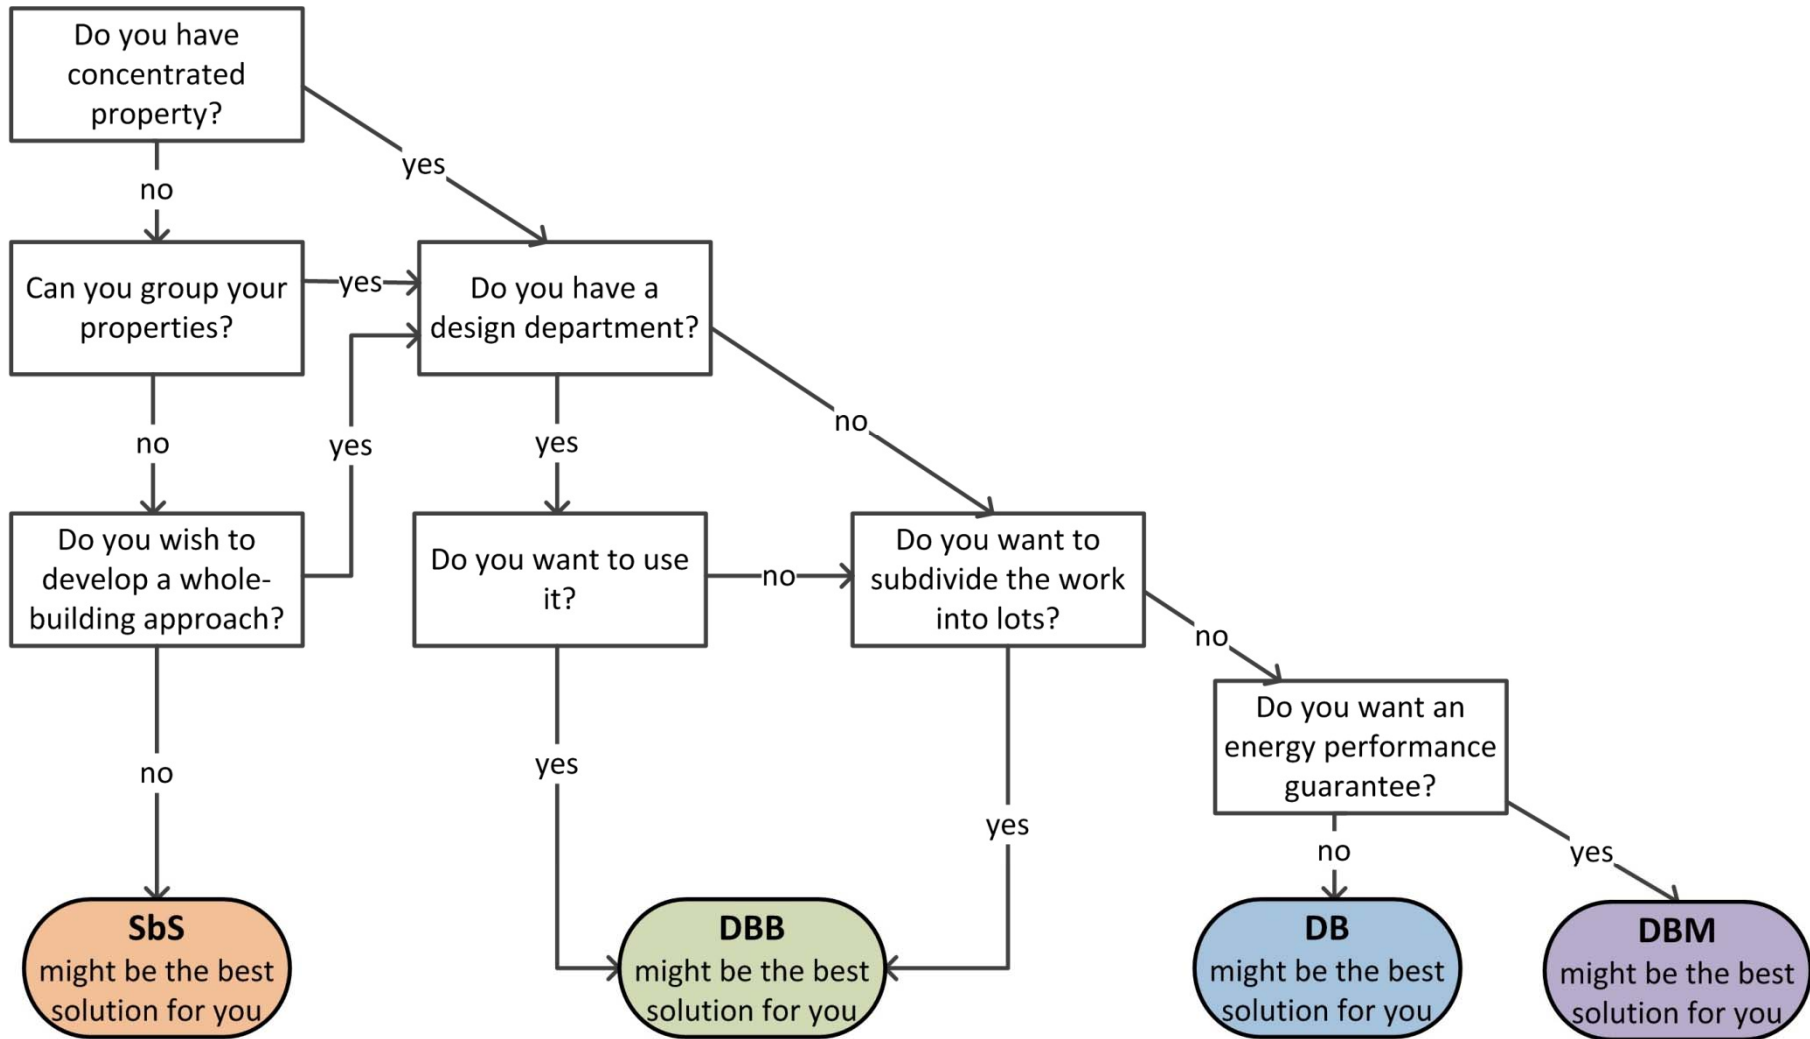 Do you have
concentrated
property?
yes
no
Can you group your
properties?
yes
Do you have a
design department?
no
yes
yes
no
Do you wish to
develop a whole-
building approach?
Do you want to use
it?
no
Do you want to
subdivide the work
into lots?
no
Do you want an
energy performance
guarantee?
no
yes
yes
no
yes
SbS
might be the best
solution for you
DBB
might be the best
solution for you
DB
might be the best
solution for you
DBM
might be the best
solution for you